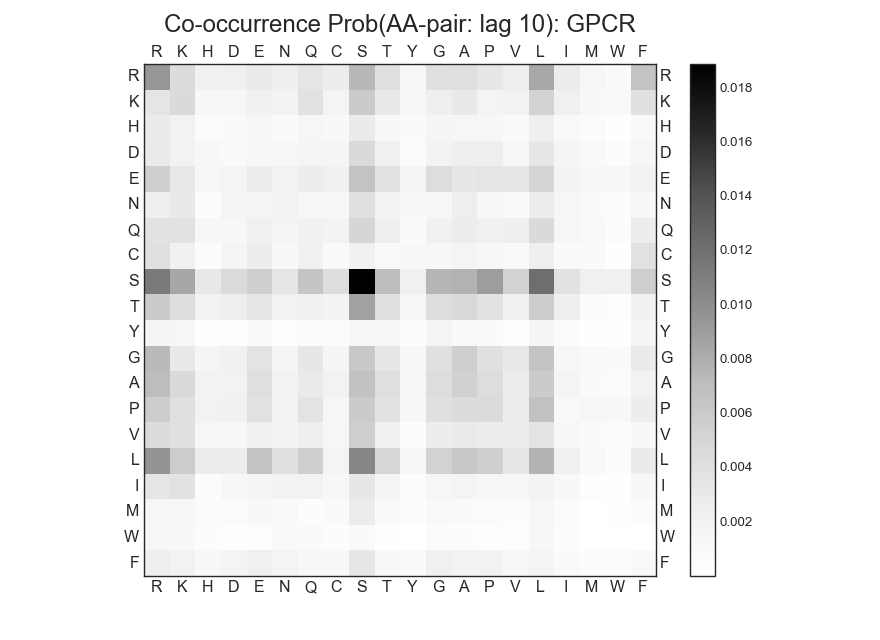 Co-occurrence Prob(AA-pair: lag 10): GPCR
R K H D E N Q C S T Y G A P V L I M W F
R R
K K
H H
D D
E E
N N
Q Q
C C
S S
T T
Y Y
G G
A A
P P
V V
L L
I I
M M
W W
F F
R K H D E N Q C S T Y G A P V L I M W F
0.018
0.016
0.014
0.012
0.010
0.008
0.006
0.004
0.002